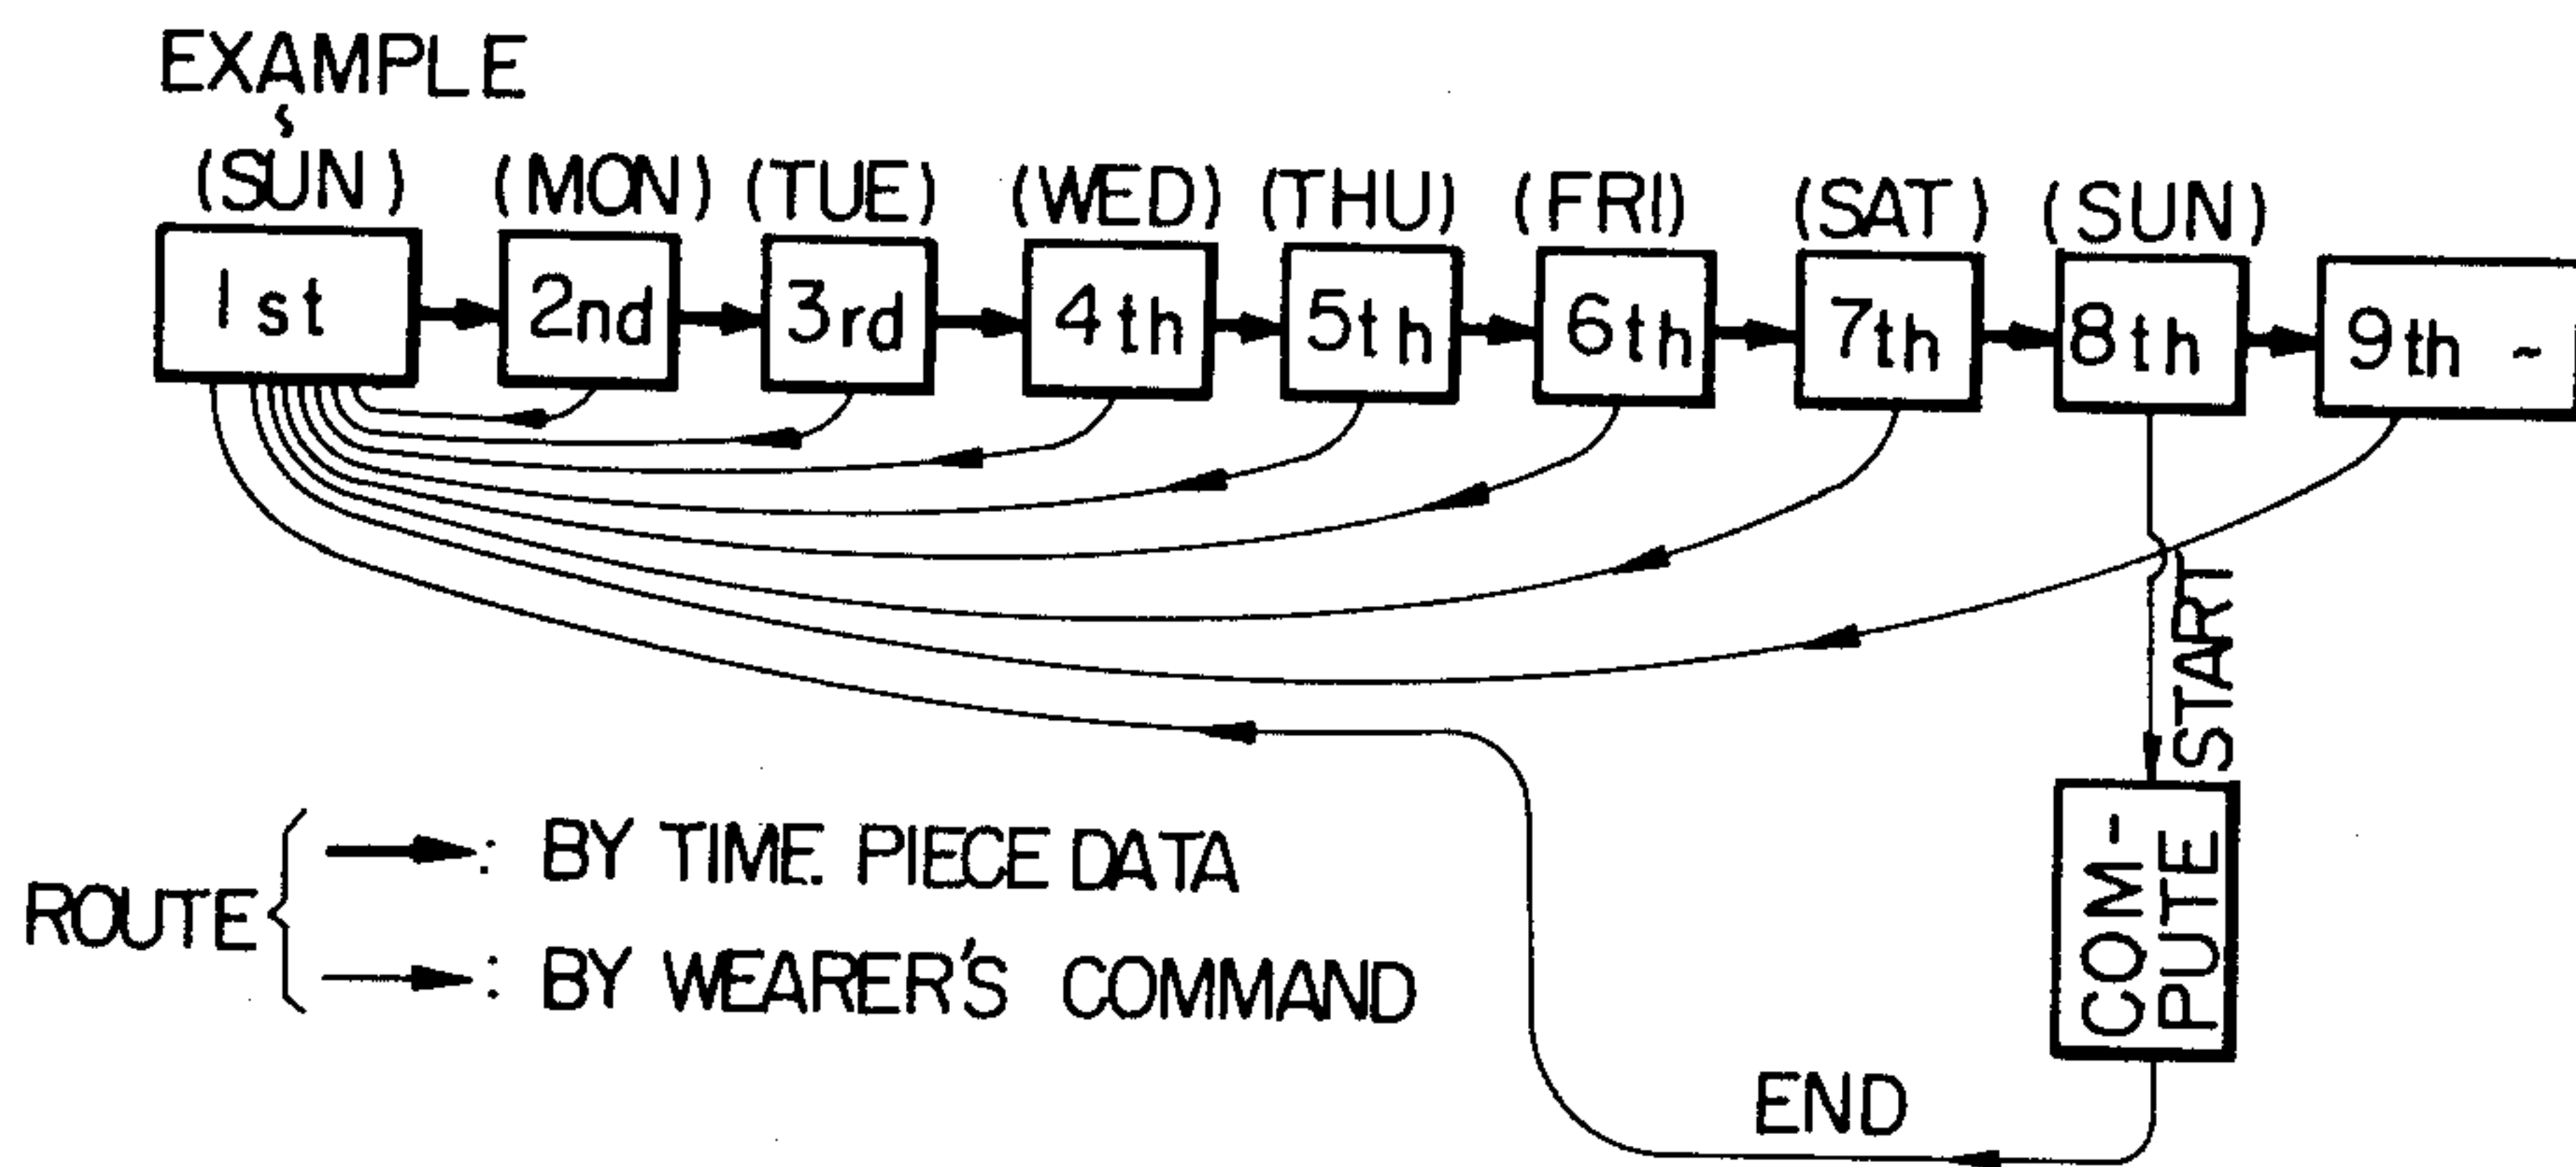 EXAMPLE
(SUN) (MON) (TUE) (WED) (THU) (FRI) (SAT) (SUN)
1st 2nd 3rd 4th 5th 6th 7th 8th 9th ~
START
COM-
PUTE
END
ROUTE
: BY TIME. PIECE DATA
: BY WEARER'S COMMAND